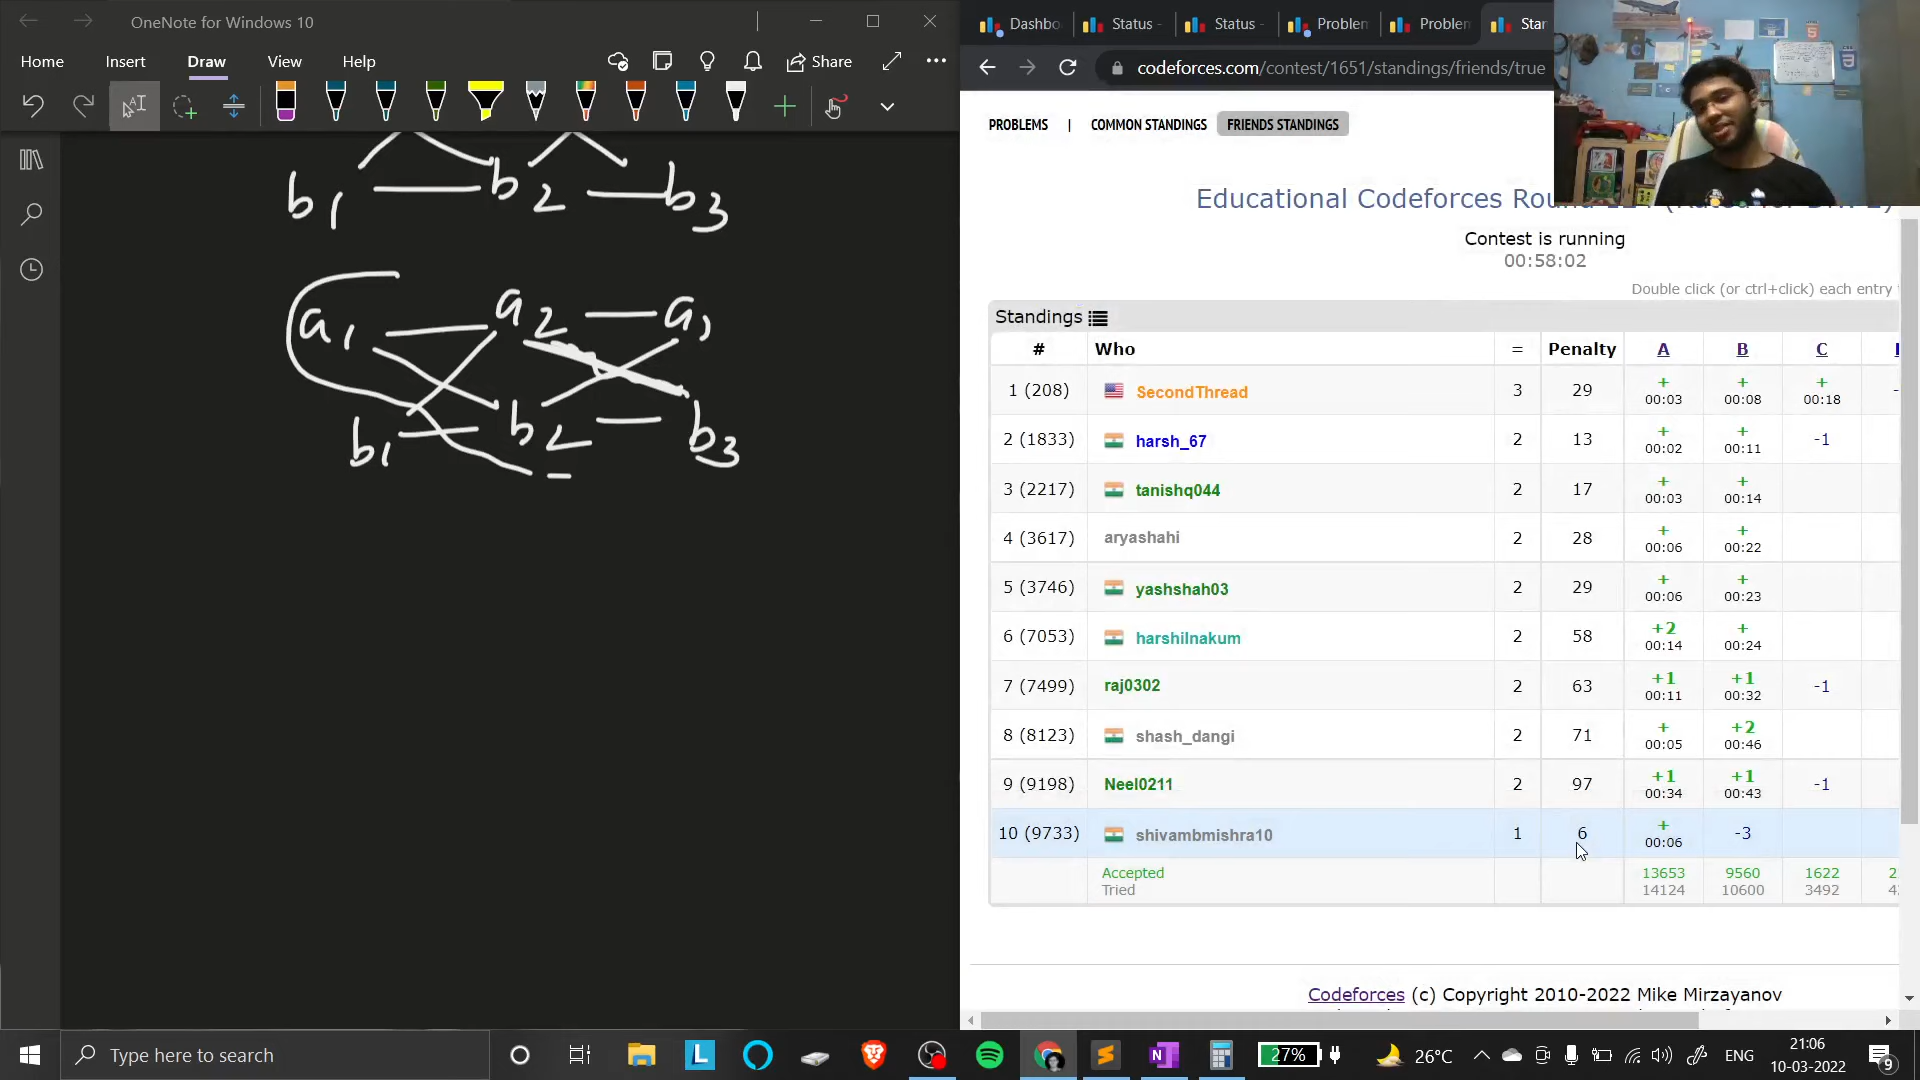 OneNote for Windows 10
Home Insert Draw View Help Share
b1 b2 b3
a1 a2 a,
b1 b2 b3
Dashbo Status - Status - Problem Problem Stan
codeforces.com/contest/1651/standings/friends/true
PROBLEMS | COMMON STANDINGS FRIENDS STANDINGS
Educational Codeforces Rou
Contest is running
00:58:02
Double click (or ctrl+click) each entry
Standings
# Who = Penalty A B C
1 (208) SecondThread 3 29 + 00:03 + 00:08 + 00:18 -
2 (1833) harsh_67 2 13 + 00:02 + 00:11 -1
3 (2217) tanishq044 2 17 + 00:03 + 00:14
4 (3617) aryashahi 2 28 + 00:06 + 00:22
5 (3746) yashshah03 2 29 + 00:06 + 00:23
6 (7053) harshilnakum 2 58 +2 00:14 + 00:24
7 (7499) raj0302 2 63 +1 00:11 +1 00:32 -1
8 (8123) shash_dangi 2 71 + 00:05 +2 00:46
9 (9198) Neel0211 2 97 +1 00:34 +1 00:43 -1
10 (9733) shivambmishra10 1 6 + 00:06 -3
Accepted 13653 9560 1622 2
Tried 14124 10600 3492 4
Codeforces (c) Copyright 2010-2022 Mike Mirzayanov
Type here to search 27% 26°C ENG 21:06
10-03-2022 9